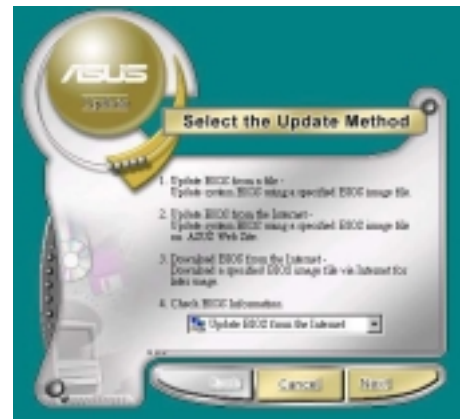 ASUS
Update
Select the Update Method
1. Update BIOS from a file -
Update system BIOS using a specified BIOS image file.
2. Update BIOS from the Internet -
Update system BIOS using a specified BIOS image file
on ASUS Web Site.
3. Download BIOS from the Internet -
Download a specified BIOS image file via Internet for
later usage.
4. Check BIOS Information
Update BIOS from the Internet
Cancel
Next